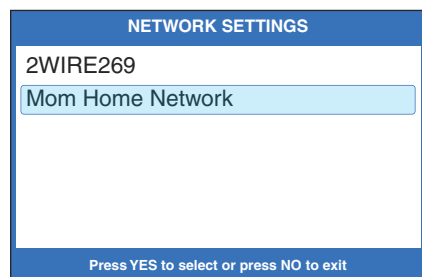 NETWORK SETTINGS
2WIRE269
Mom Home Network
Press YES to select or press NO to exit